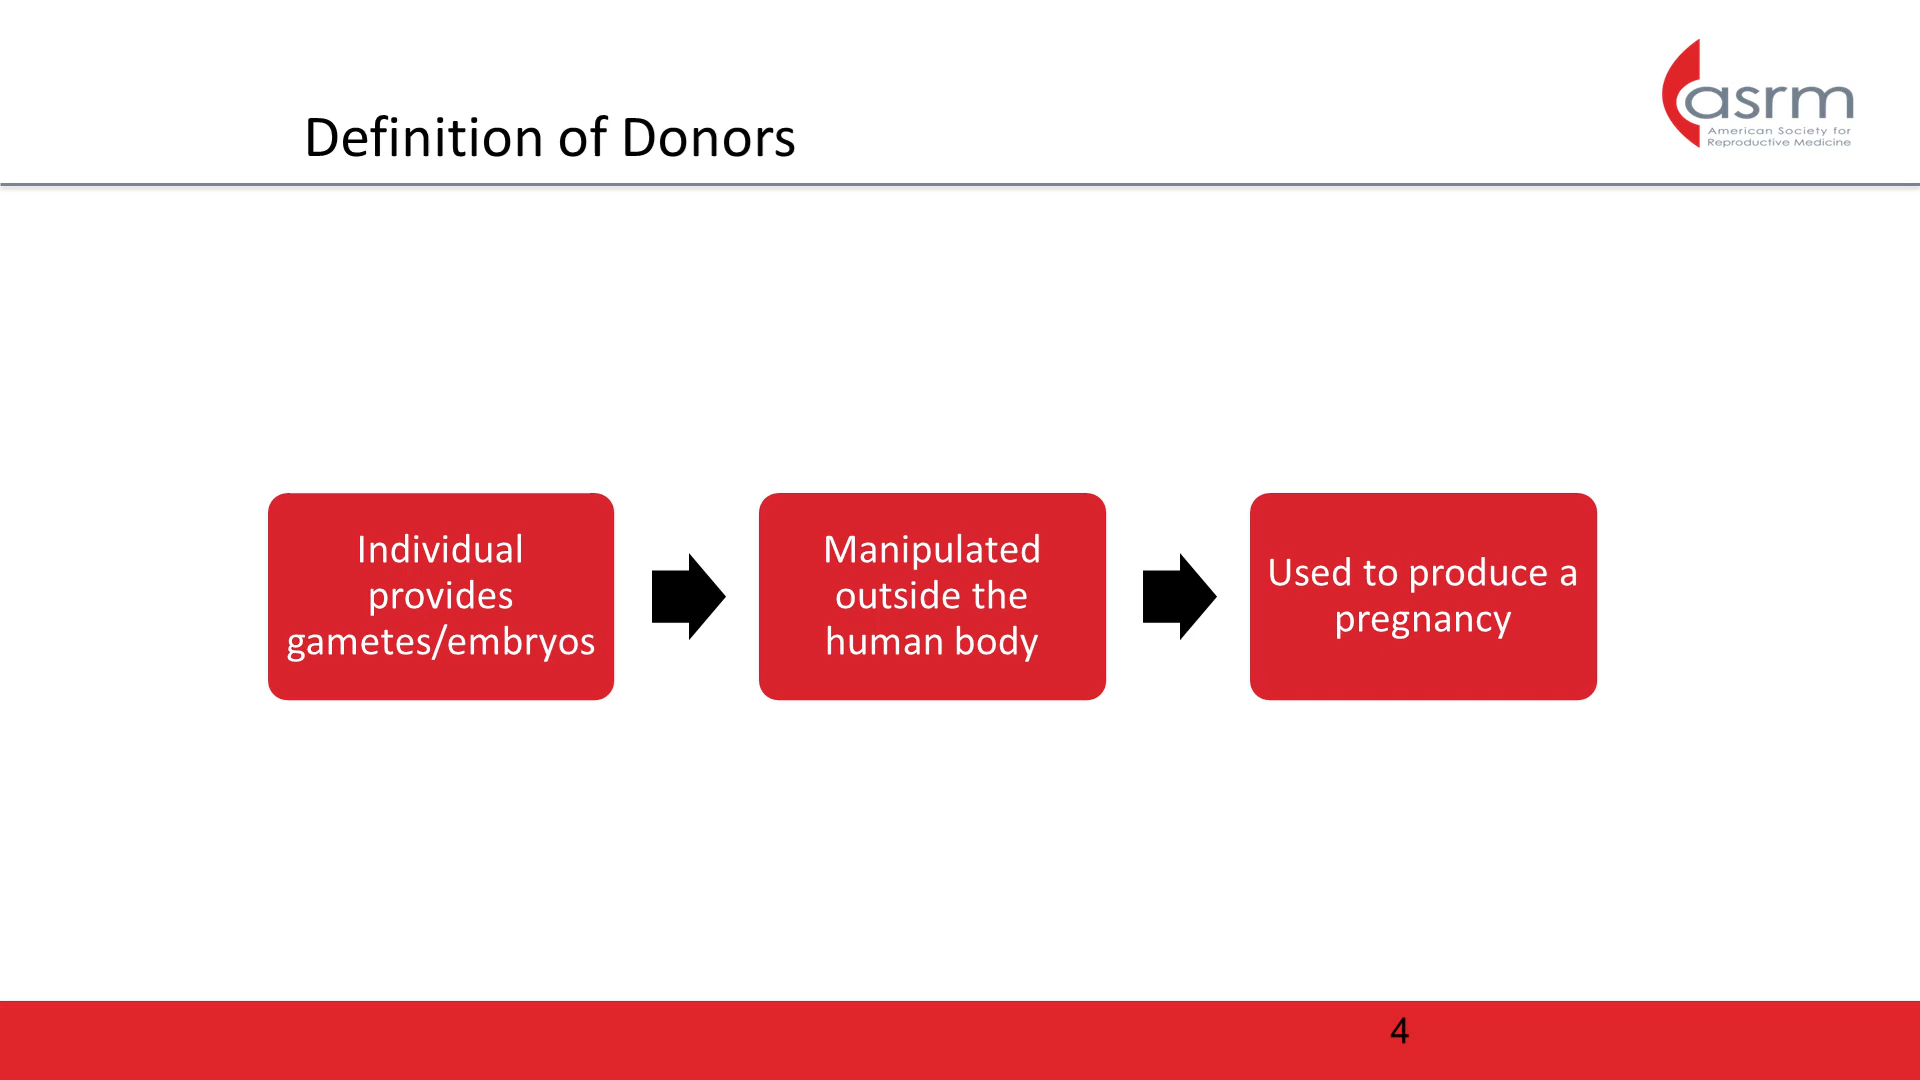 Definition of Donors
asrm
American Society for
Reproductive Medicine
Individual
provides
gametes/embryos
Manipulated
outside the
human body
Used to produce a
pregnancy
4